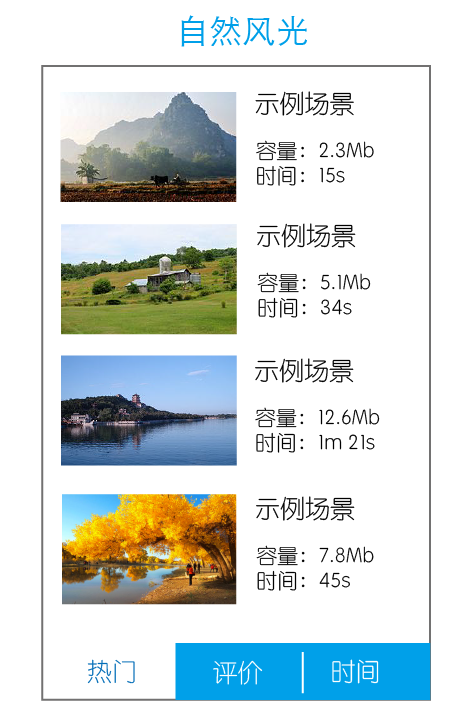 自然风光
示例场景
容量：2.3Mb
时间：15s
示例场景
容量：5.1Mb
时间：34s
示例场景
容量：12.6Mb
时间：1m 21s
示例场景
容量：7.8Mb
时间：45s
热门 评价 时间